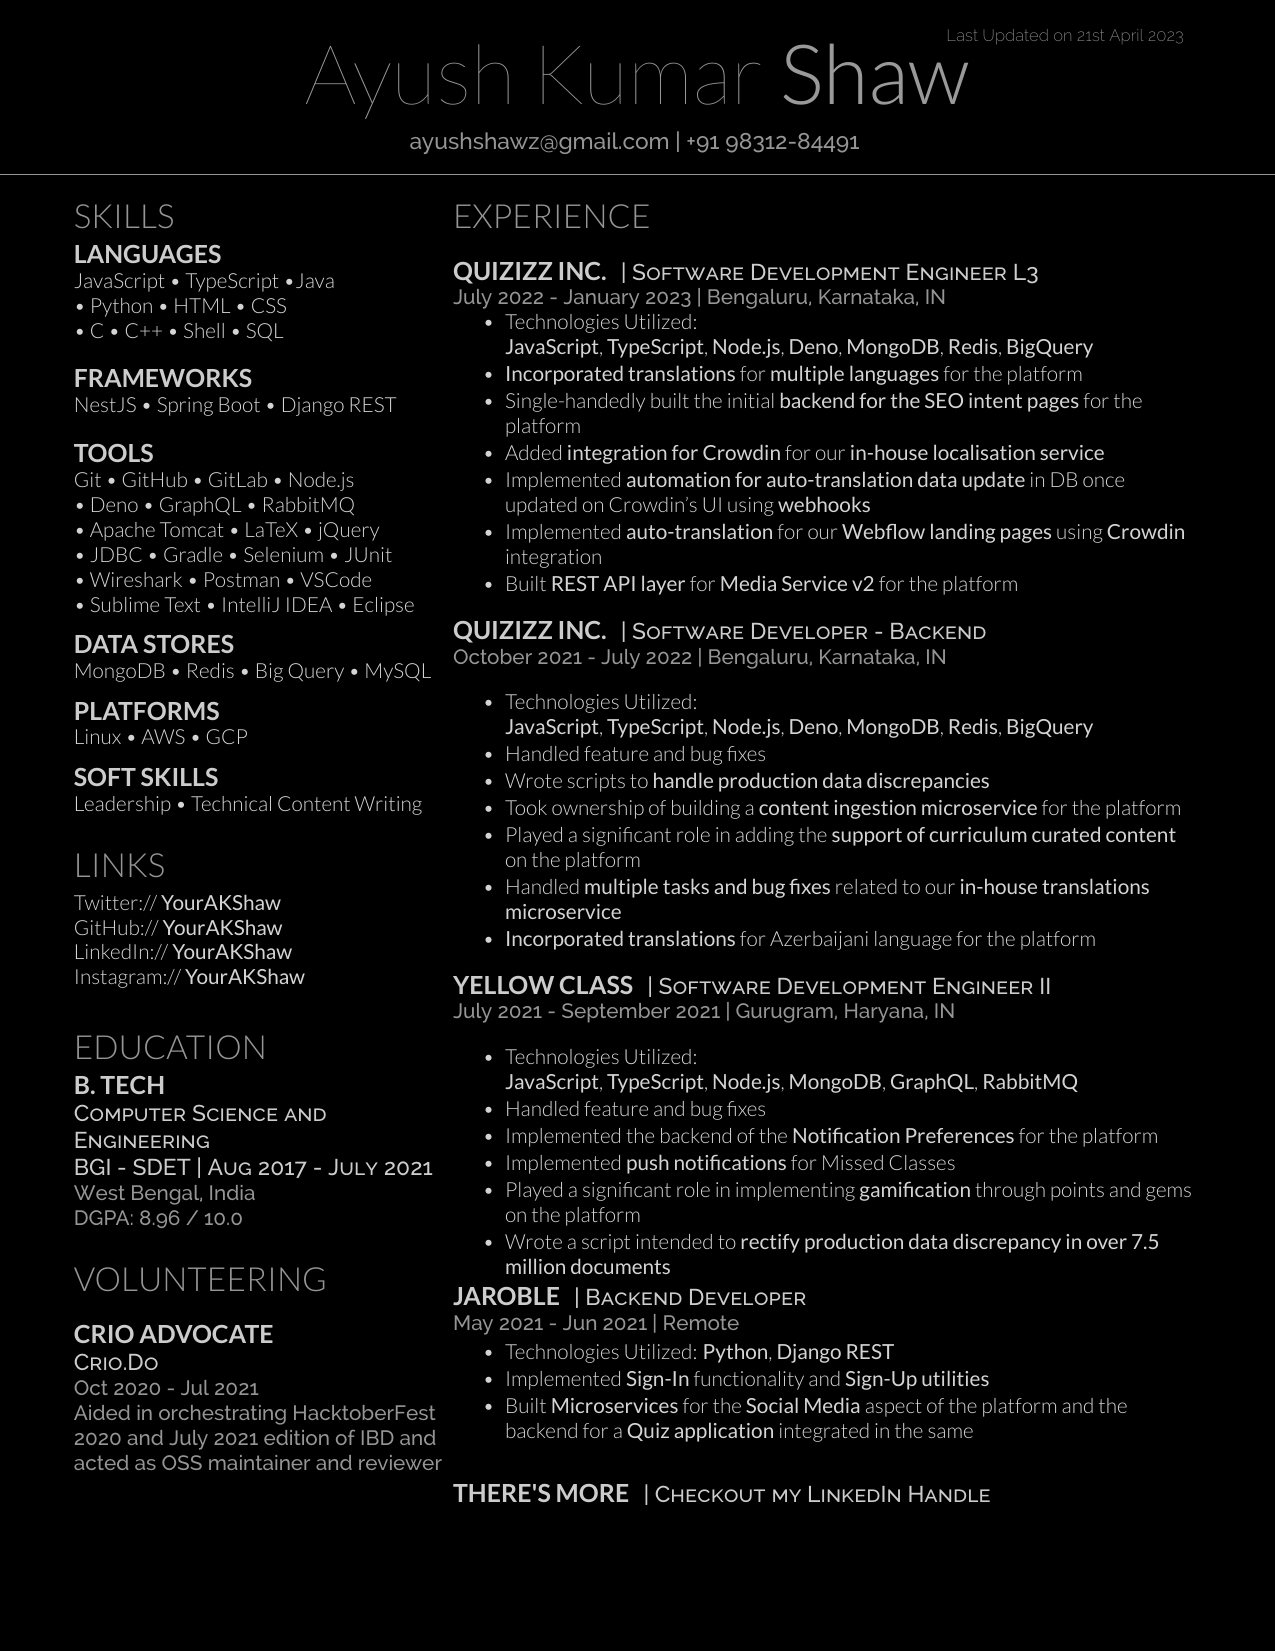 Last Updated on 21st April 2023
Ayush Kumar Shaw
ayushshawz@gmail.com | +91 98312-84491
SKILLS
LANGUAGES
JavaScript • TypeScript •Java
• Python • HTML • CSS
• C • C++ • Shell • SQL
FRAMEWORKS
NestJS • Spring Boot • Django REST
TOOLS
Git • GitHub • GitLab • Node.js
• Deno • GraphQL • RabbitMQ
• Apache Tomcat • LaTeX • jQuery
• JDBC • Gradle • Selenium • JUnit
• Wireshark • Postman • VSCode
• Sublime Text • IntelliJ IDEA • Eclipse
DATA STORES
MongoDB • Redis • Big Query • MySQL
PLATFORMS
Linux • AWS • GCP
SOFT SKILLS
Leadership • Technical Content Writing
LINKS
Twitter:// YourAKShaw
GitHub:// YourAKShaw
LinkedIn:// YourAKShaw
Instagram:// YourAKShaw
EDUCATION
B. TECH
Computer Science and
Engineering
BGI - SDET | Aug 2017 - July 2021
West Bengal, India
DGPA: 8.96 / 10.0
VOLUNTEERING
CRIO ADVOCATE
Crio.Do
Oct 2020 - Jul 2021
Aided in orchestrating HacktoberFest
2020 and July 2021 edition of IBD and
acted as OSS maintainer and reviewer
EXPERIENCE
QUIZIZZ INC. | Software Development Engineer L3
July 2022 - January 2023 | Bengaluru, Karnataka, IN
• Technologies Utilized:
JavaScript, TypeScript, Node.js, Deno, MongoDB, Redis, BigQuery
• Incorporated translations for multiple languages for the platform
• Single-handedly built the initial backend for the SEO intent pages for the
platform
• Added integration for Crowdin for our in-house localisation service
• Implemented automation for auto-translation data update in DB once
updated on Crowdin’s UI using webhooks
• Implemented auto-translation for our Webflow landing pages using Crowdin
integration
• Built REST API layer for Media Service v2 for the platform
QUIZIZZ INC. | Software Developer - Backend
October 2021 - July 2022 | Bengaluru, Karnataka, IN
• Technologies Utilized:
JavaScript, TypeScript, Node.js, Deno, MongoDB, Redis, BigQuery
• Handled feature and bug fixes
• Wrote scripts to handle production data discrepancies
• Took ownership of building a content ingestion microservice for the platform
• Played a significant role in adding the support of curriculum curated content
on the platform
• Handled multiple tasks and bug fixes related to our in-house translations
microservice
• Incorporated translations for Azerbaijani language for the platform
YELLOW CLASS | Software Development Engineer II
July 2021 - September 2021 | Gurugram, Haryana, IN
• Technologies Utilized:
JavaScript, TypeScript, Node.js, MongoDB, GraphQL, RabbitMQ
• Handled feature and bug fixes
• Implemented the backend of the Notification Preferences for the platform
• Implemented push notifications for Missed Classes
• Played a significant role in implementing gamification through points and gems
on the platform
• Wrote a script intended to rectify production data discrepancy in over 7.5
million documents
JAROBLE | Backend Developer
May 2021 - Jun 2021 | Remote
• Technologies Utilized: Python, Django REST
• Implemented Sign-In functionality and Sign-Up utilities
• Built Microservices for the Social Media aspect of the platform and the
backend for a Quiz application integrated in the same
THERE'S MORE | Checkout my LinkedIn Handle